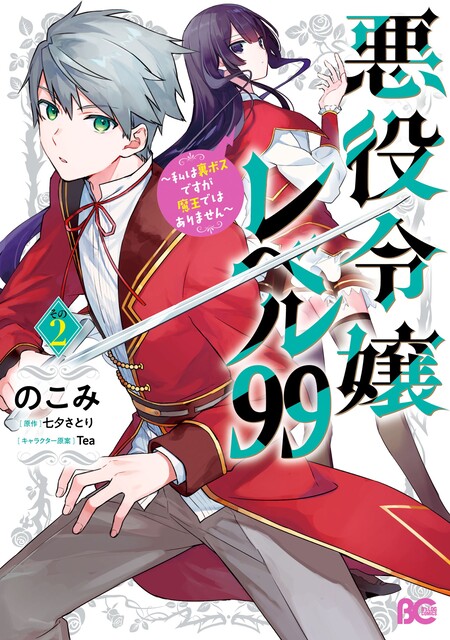 悪役令嬢
レベル99
～私は裏ボス
ですが
魔王では
ありません～
その
2
のこみ
[原作]七夕さとり
[キャラクター原案]Tea
BC